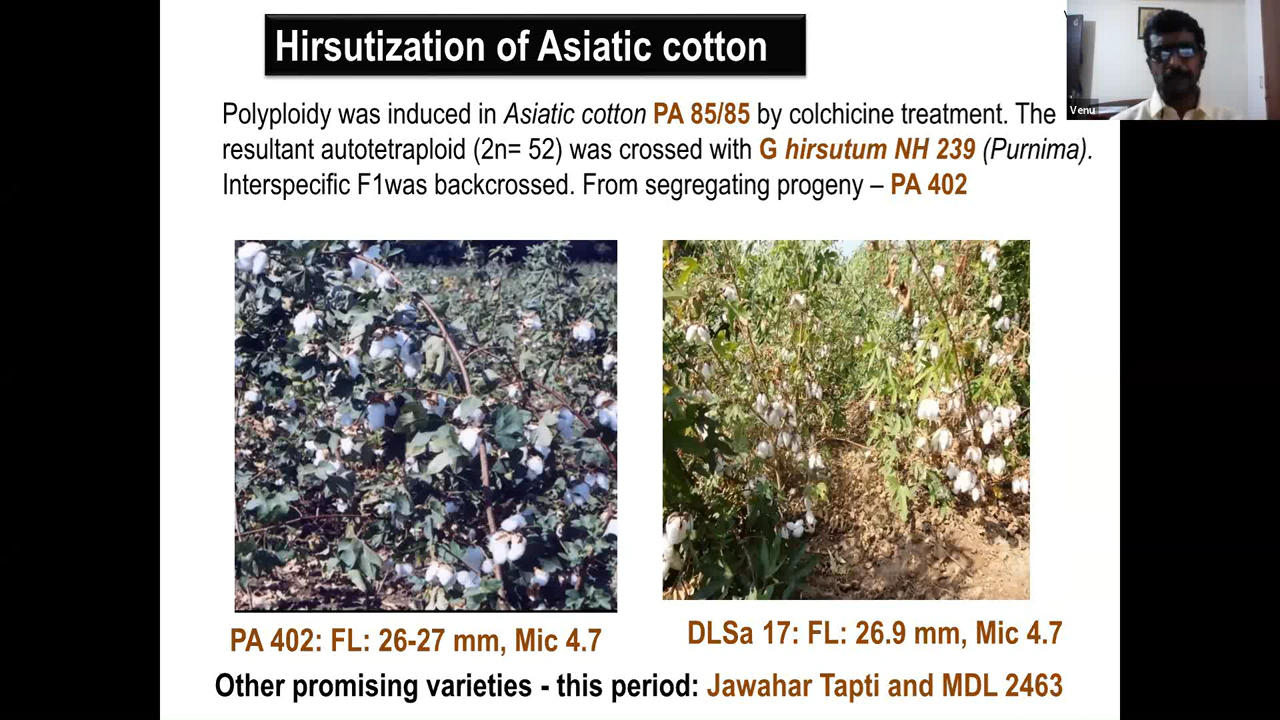 Hirsutization of Asiatic cotton
Venu
Polyploidy was induced in Asiatic cotton PA 85/85 by colchicine treatment. The
resultant autotetraploid (2n= 52) was crossed with G hirsutum NH 239 (Purnima).
Interspecific F1was backcrossed. From segregating progeny – PA 402
PA 402: FL: 26-27 mm, Mic 4.7
DLSa 17: FL: 26.9 mm, Mic 4.7
Other promising varieties - this period: Jawahar Tapti and MDL 2463